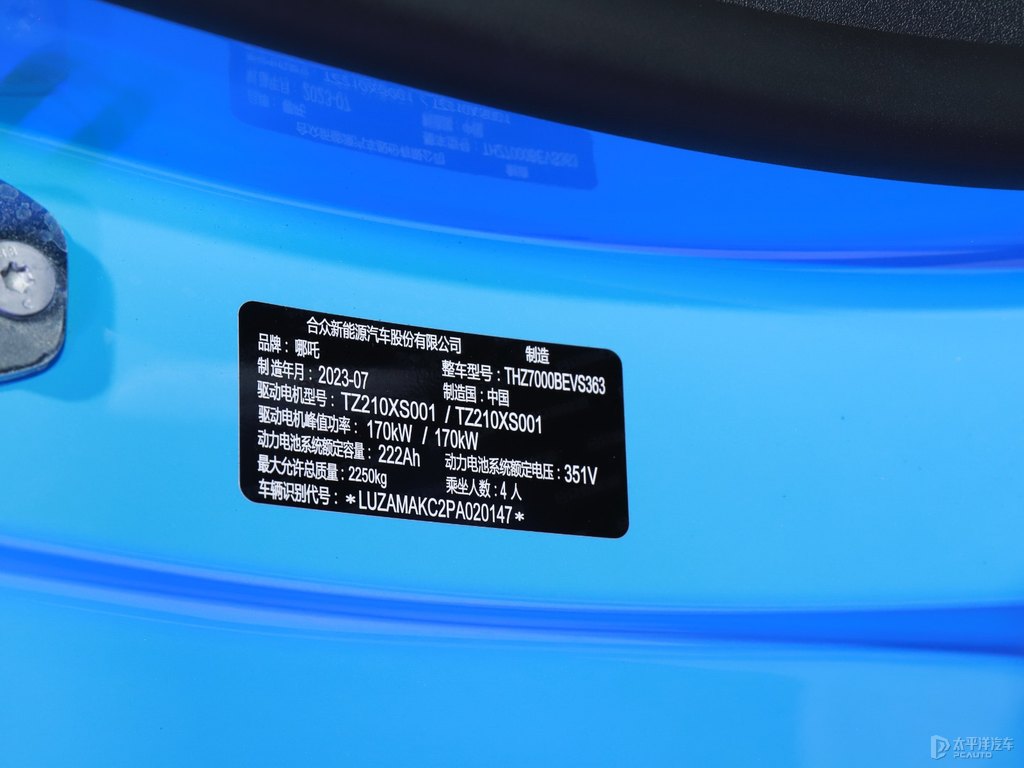 合众新能源汽车股份有限公司 制造
品牌：哪吒 整车型号：THZ7000BEVS363
制造年月：2023-07 制造国：中国
驱动电机型号：TZ210XS001 / TZ210XS001
驱动电机峰值功率：170kW / 170kW
动力电池系统额定容量：222Ah 动力电池系统额定电压：351V
最大允许总质量：2250kg 乘坐人数：4 人
车辆识别代号：*LUZAMAKC2PA020147*
太平洋汽车
PCAUTO